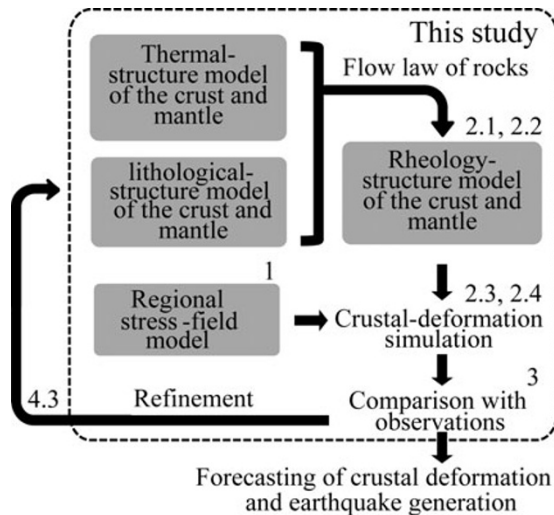 This study
Thermal-
structure model
of the crust and
mantle
Flow law of rocks
2.1, 2.2
lithological-
structure model
of the crust and
mantle
Rheology-
structure model
of the crust and
mantle
1
Regional
stress -field
model
2.3, 2.4
Crustal-deformation
simulation
3
4.3
Refinement
Comparison with
observations
Forecasting of crustal deformation
and earthquake generation